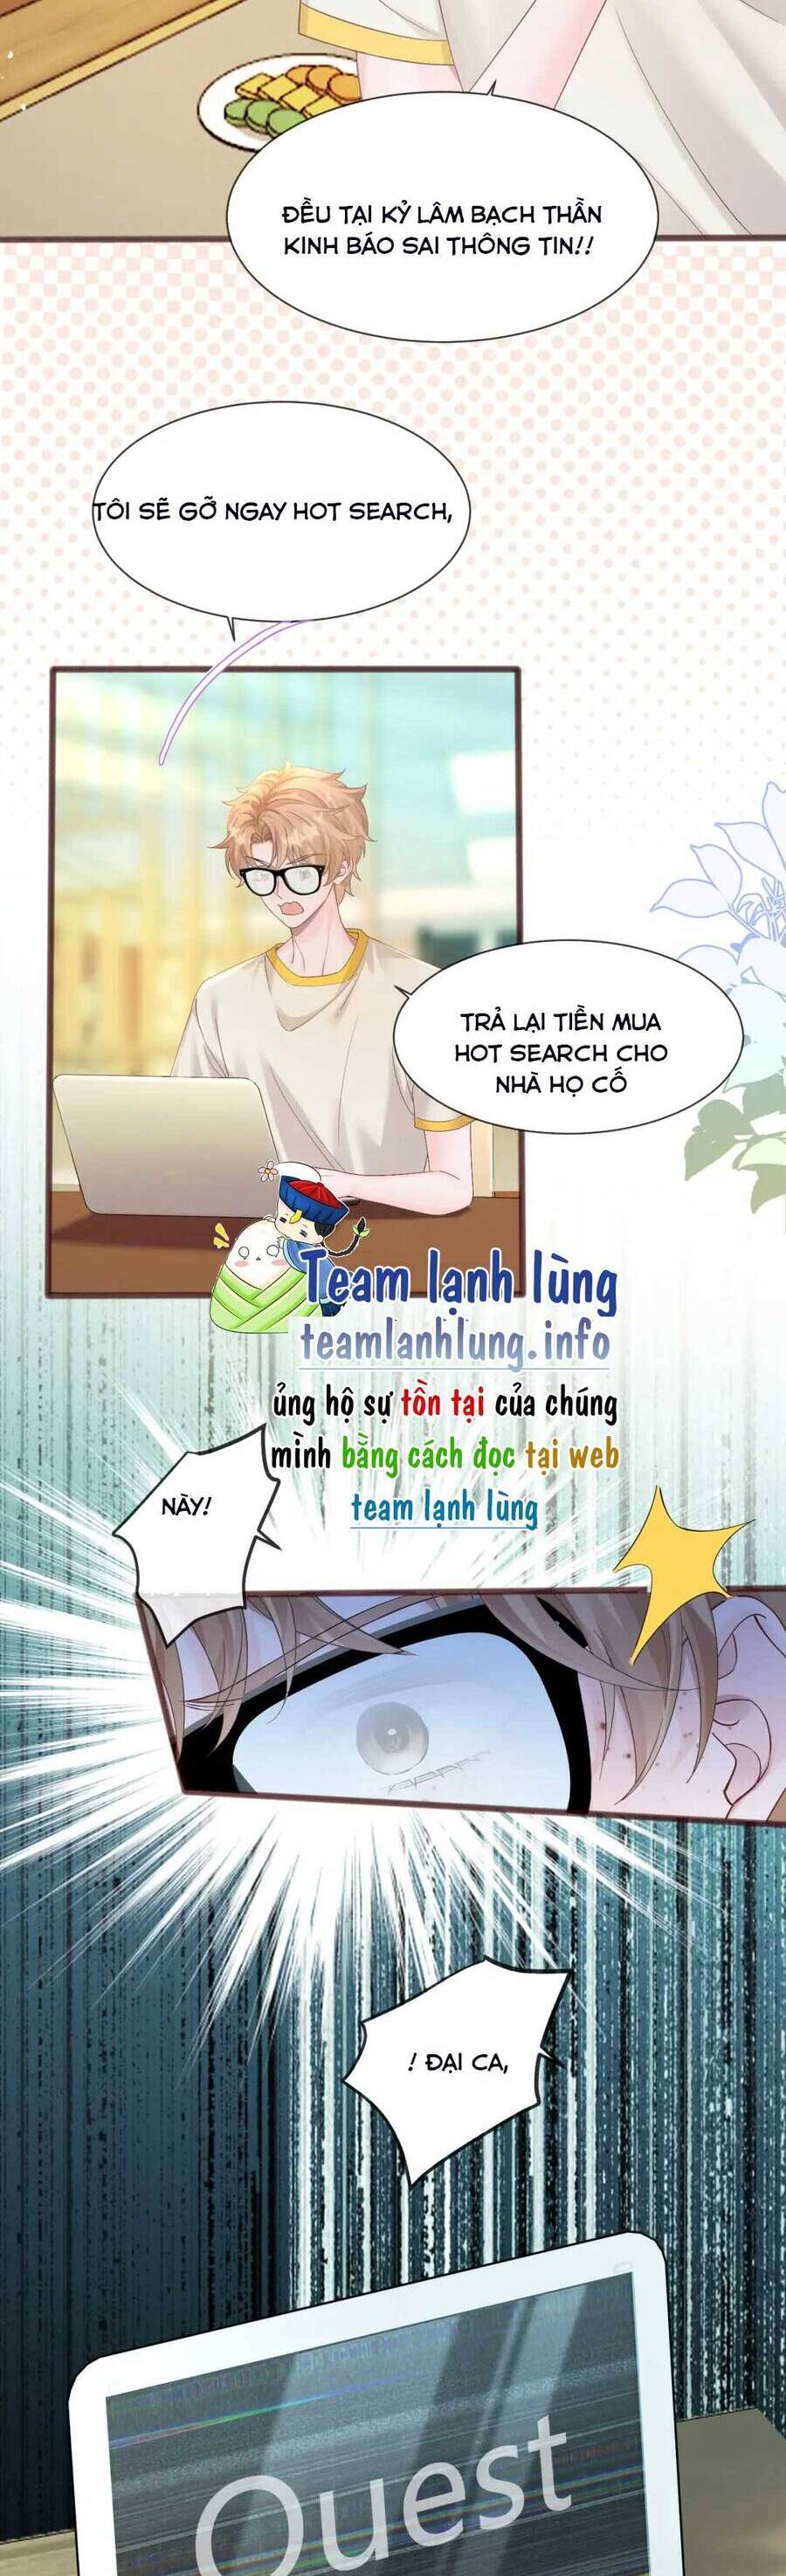 ĐỀU TẠI KỶ LÂM BẠCH THẦN
KINH BÁO SAI THÔNG TIN!!
TÔI SẼ GỠ NGAY HOT SEARCH,
TRẢ LẠI TIỀN MUA
HOT SEARCH CHO
NHÀ HỌ CỐ
Team lạnh lùng
teamlanhlung.info
ủng hộ sự tồn tại của chúng
mình bằng cách đọc tại web
team lạnh lùng
NÀY!
! ĐẠI CA,
Quest